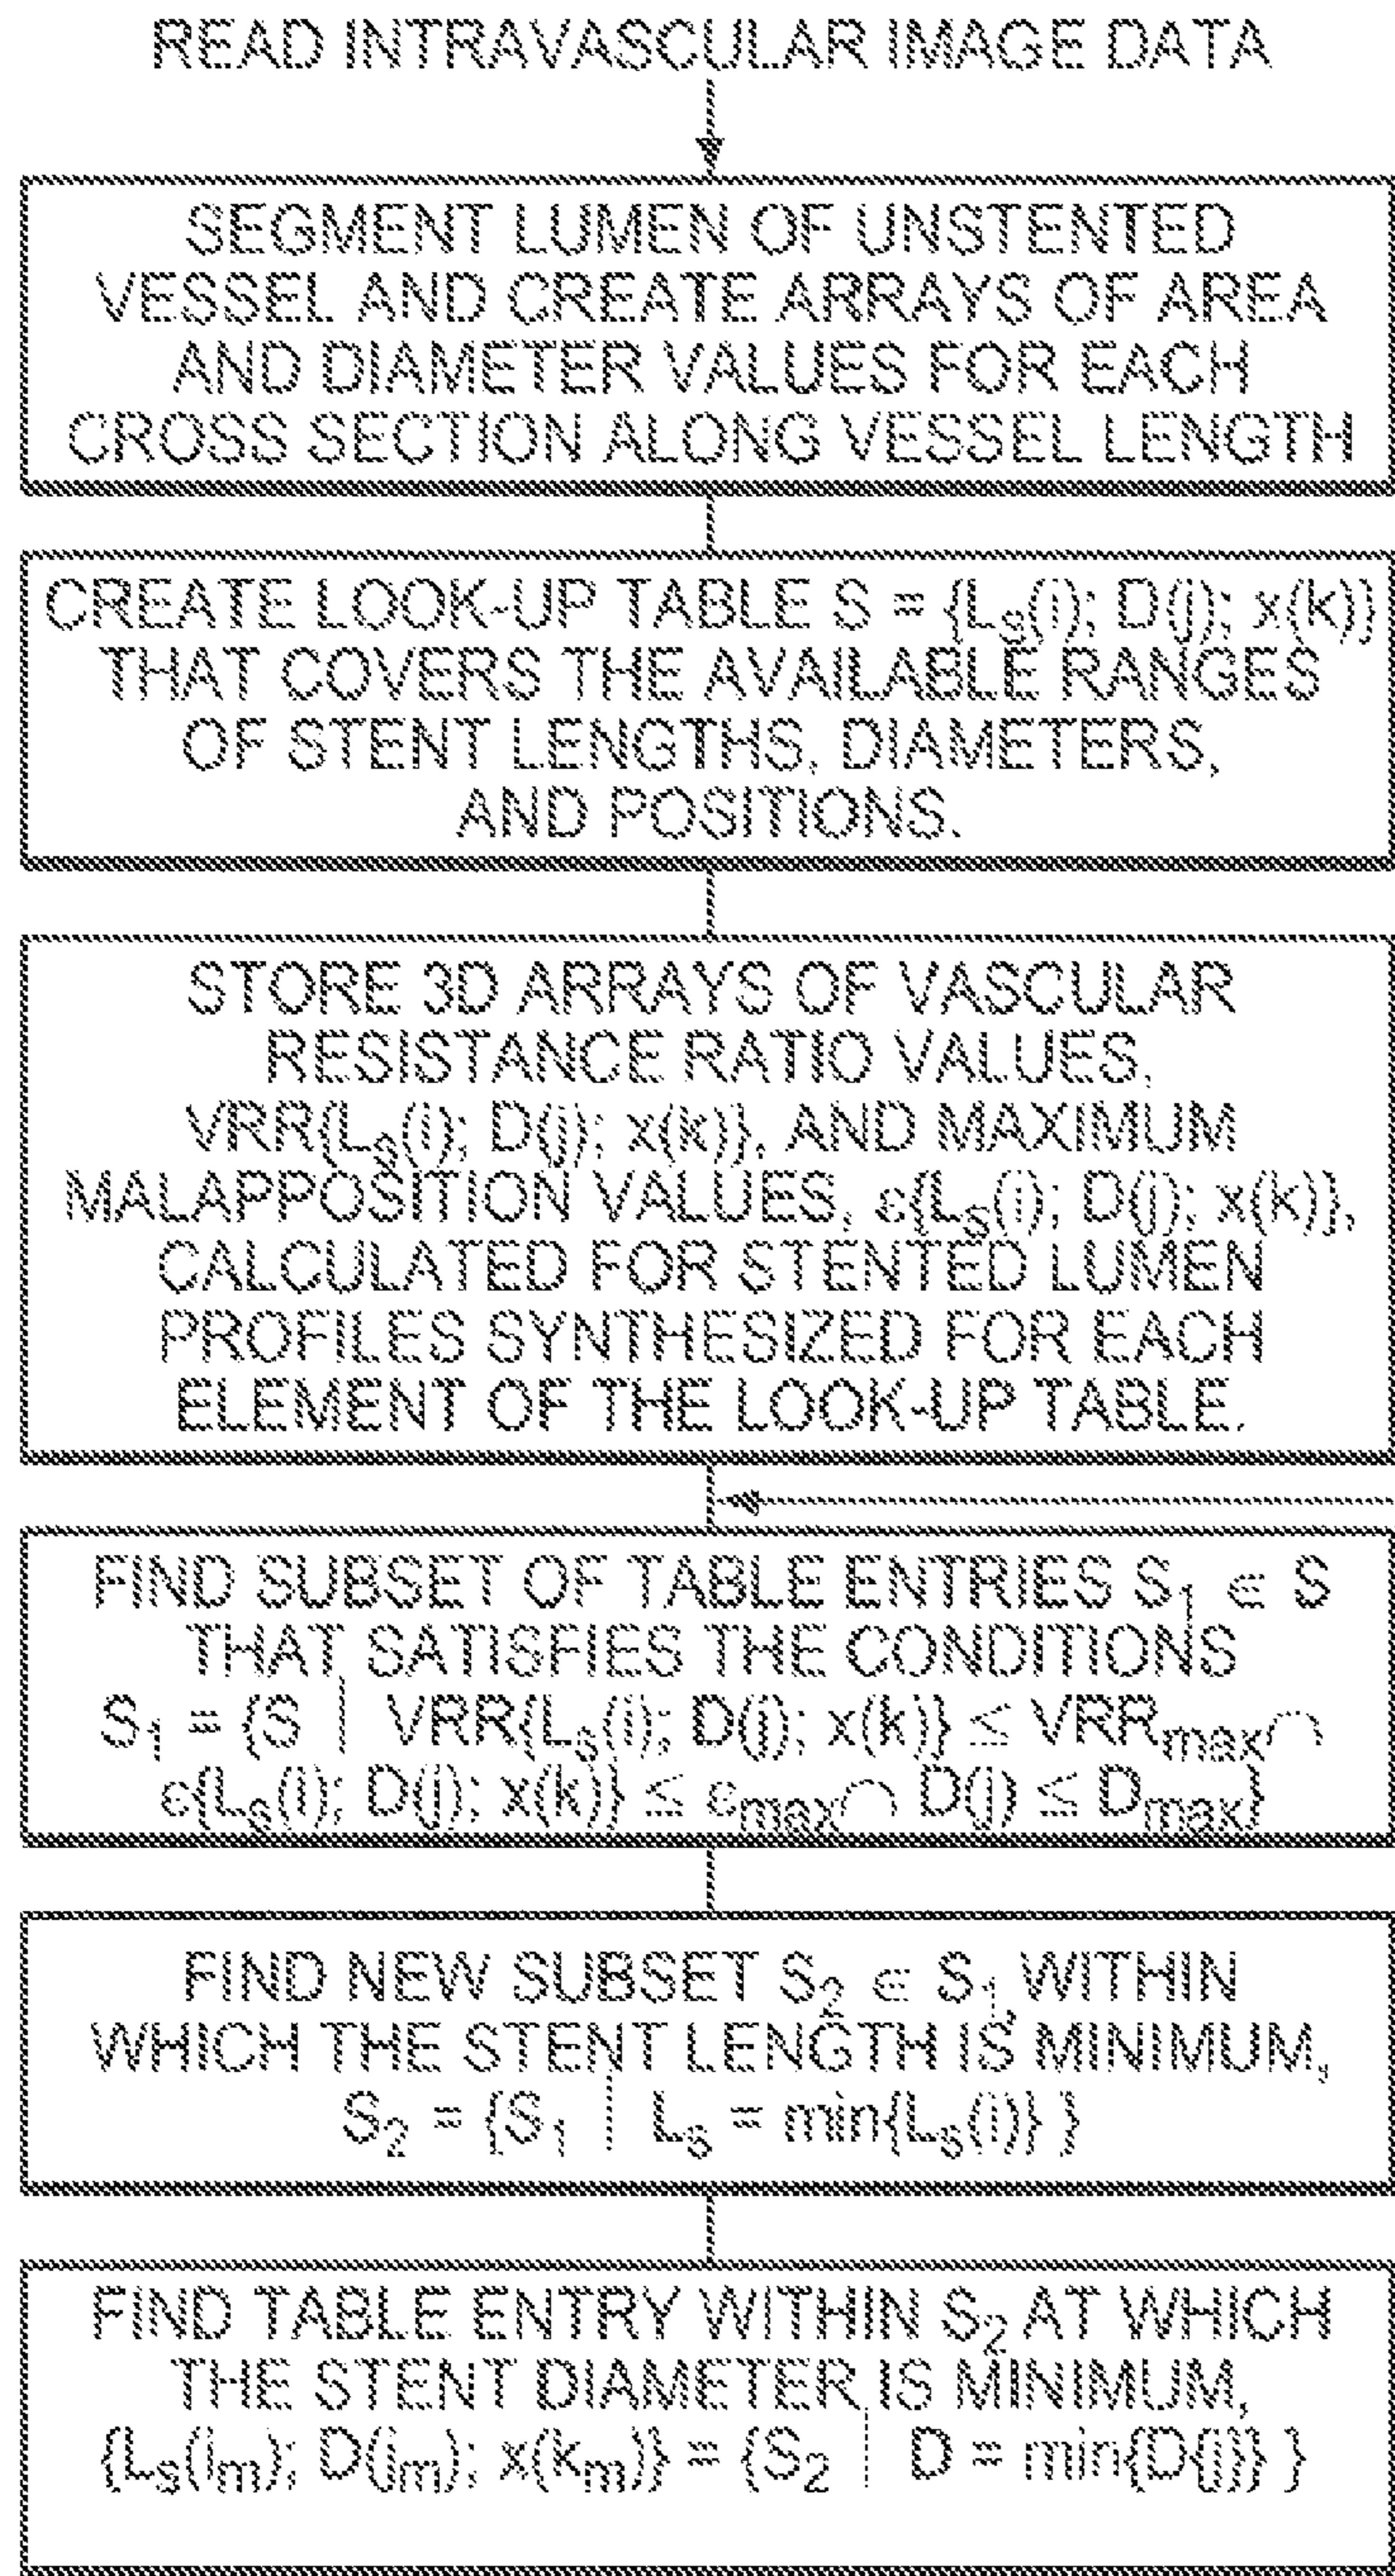 READ INTRAVASCULAR IMAGE DATA
SEGMENT LUMEN OF UNSTENTED
VESSEL AND CREATE ARRAYS OF AREA
AND DIAMETER VALUES FOR EACH
CROSS SECTION ALONG VESSEL LENGTH
CREATE LOOK-UP TABLE S = {Lₛ(i); D(j); x(k)}
THAT COVERS THE AVAILABLE RANGES
OF STENT LENGTHS, DIAMETERS,
AND POSITIONS.
STORE 3D ARRAYS OF VASCULAR
RESISTANCE RATIO VALUES,
VRR{Lₛ(i); D(j); x(k)}, AND MAXIMUM
MALAPPOSITION VALUES, ε{Lₛ(i); D(j); x(k)},
CALCULATED FOR STENTED LUMEN
PROFILES SYNTHESIZED FOR EACH
ELEMENT OF THE LOOK-UP TABLE.
FIND SUBSET OF TABLE ENTRIES S₁ ∈ S
THAT SATISFIES THE CONDITIONS
S₁ = {S | VRR{Lₛ(i); D(j); x(k)} ≤ VRRₘₐₓ∩
ε{Lₛ(i); D(j); x(k)} ≤ εₘₐₓ∩ D(j) ≤ Dₘₐₓ}
FIND NEW SUBSET S₂ ∈ S₁, WITHIN
WHICH THE STENT LENGTH IS MINIMUM,
S₂ = {S₁ | Lₛ = min{Lₛ(i)} }
FIND TABLE ENTRY WITHIN S₂ AT WHICH
THE STENT DIAMETER IS MINIMUM,
{Lₛ(iₘ); D(jₘ); x(kₘ)} = {S₂ | D = min{D{j}} }